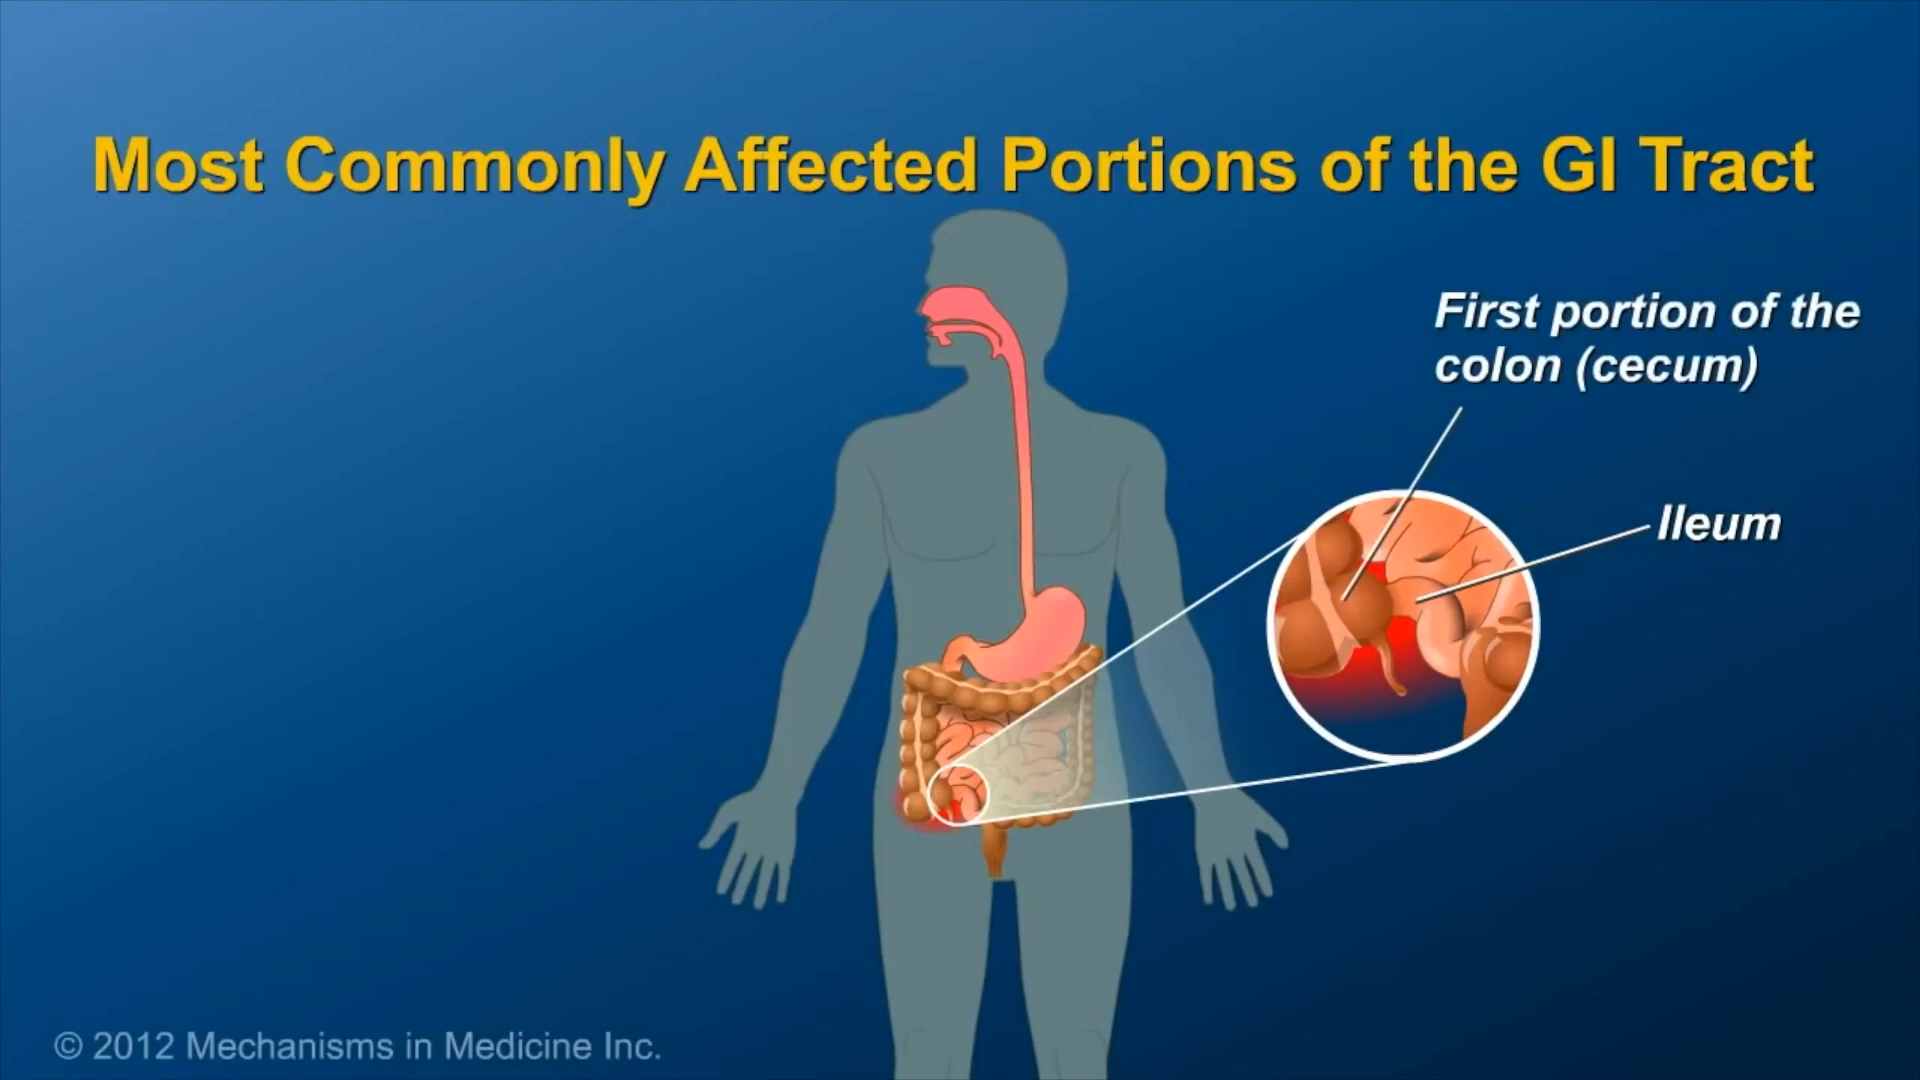 Most Commonly Affected Portions of the GI Tract
First portion of the
colon (cecum)
Ileum
© 2012 Mechanisms in Medicine Inc.